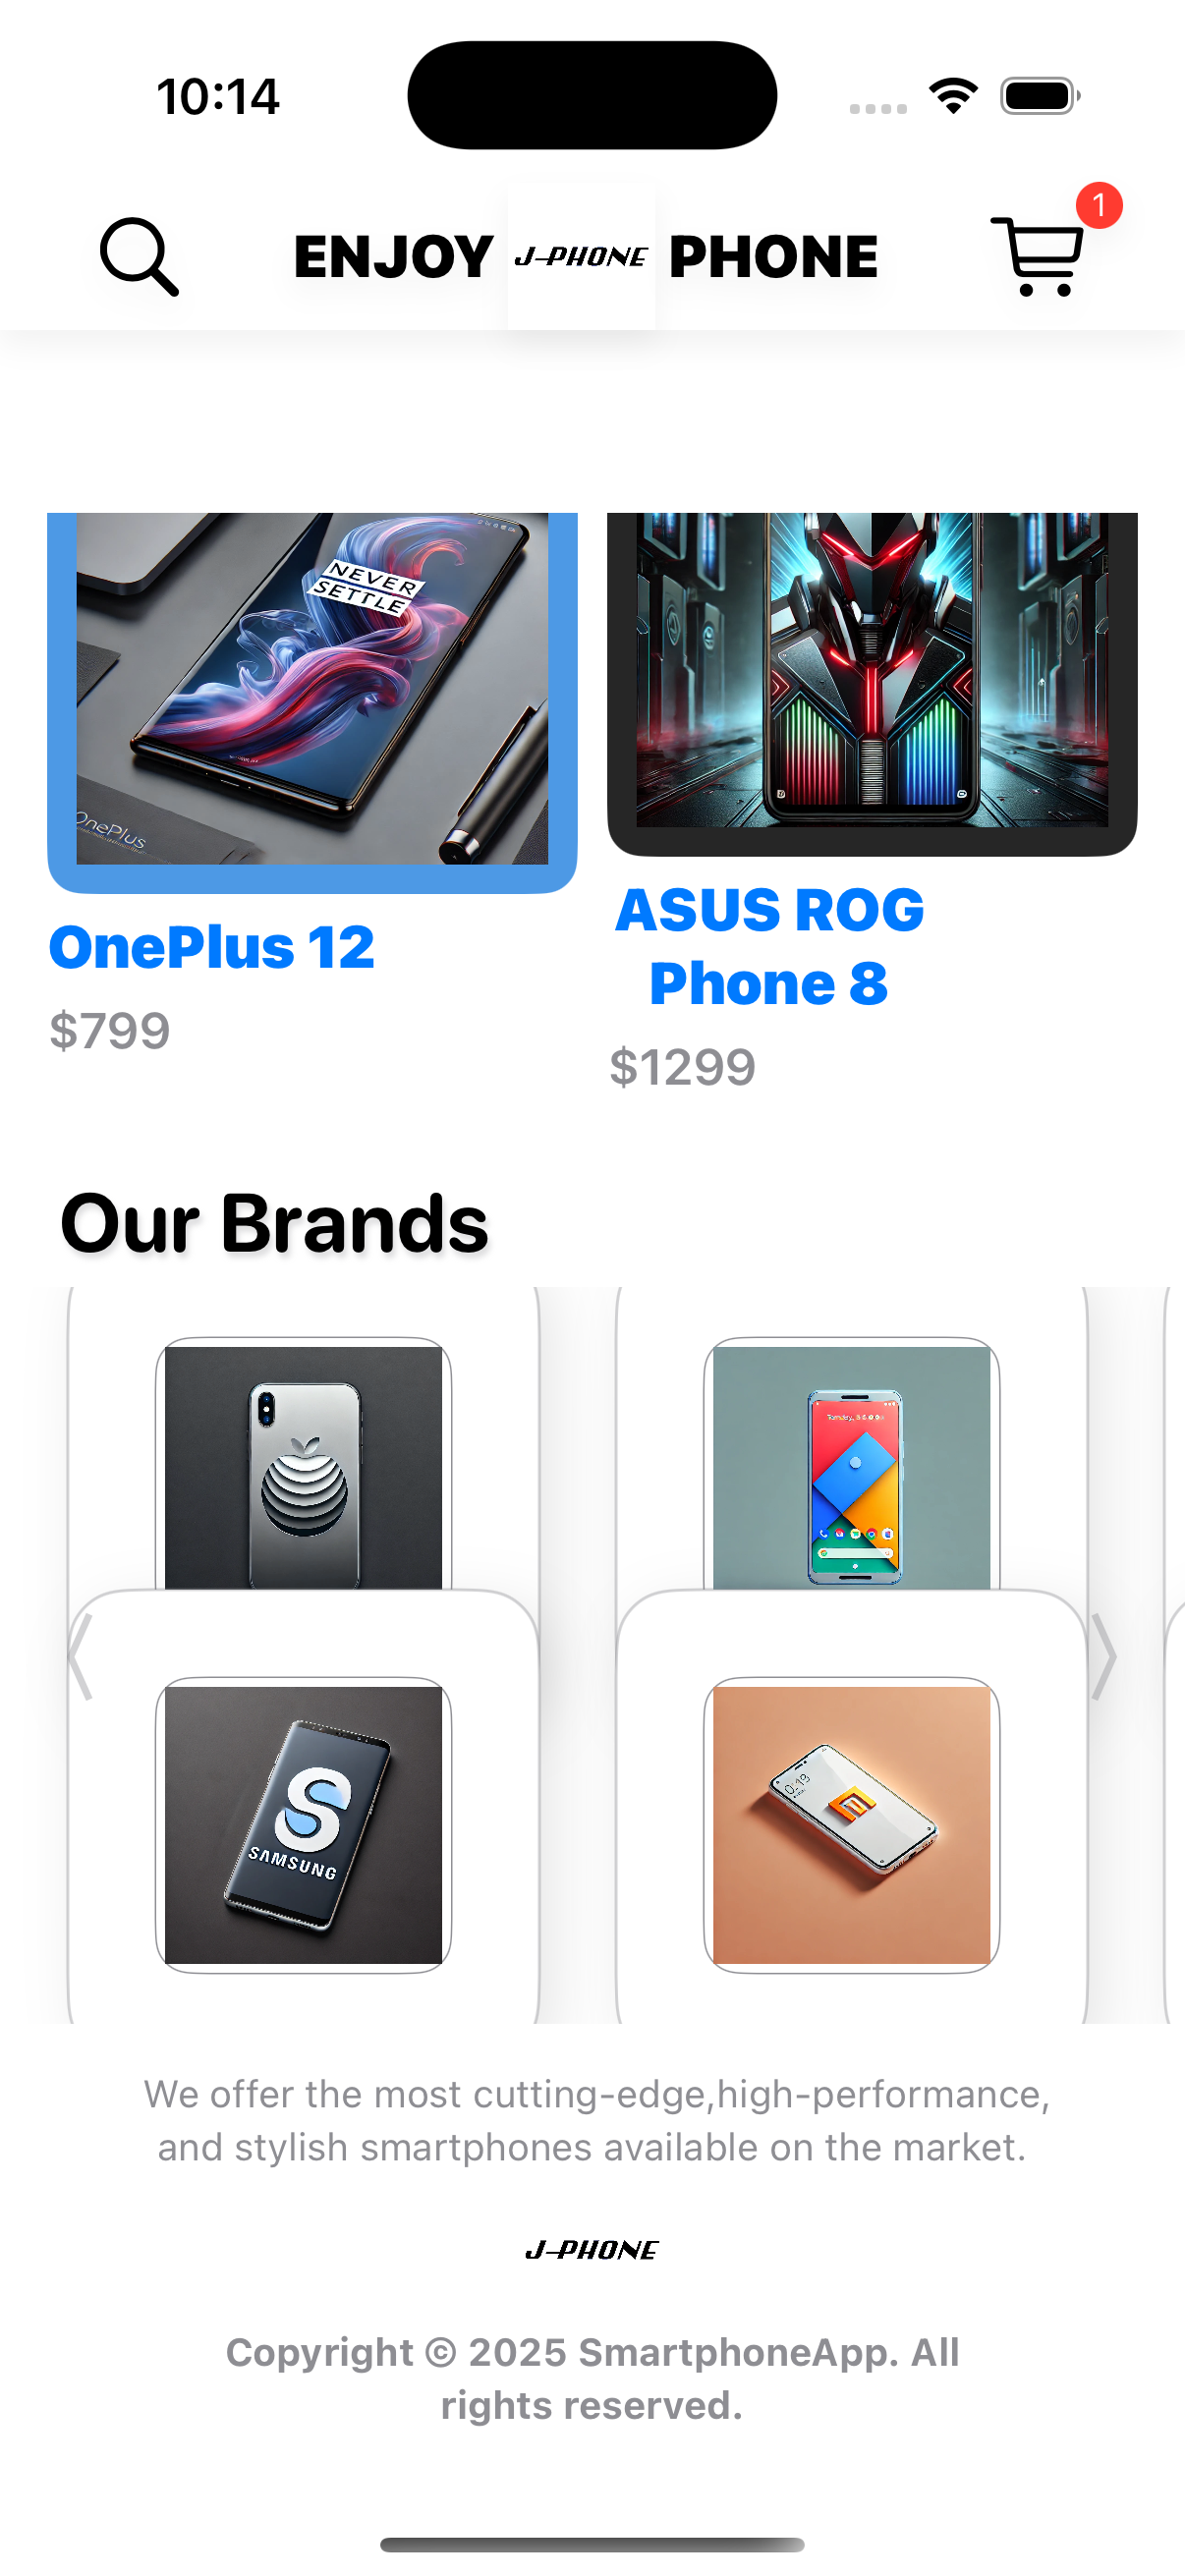 10:14
1
ENJOY J-PHONE PHONE
NEVER
SETTLE
OnePlus
OnePlus 12
$799
ASUS ROG
Phone 8
$1299
Our Brands
SAMSUNG
We offer the most cutting-edge,high-performance,
and stylish smartphones available on the market.
J-PHONE
Copyright © 2025 SmartphoneApp. All
rights reserved.